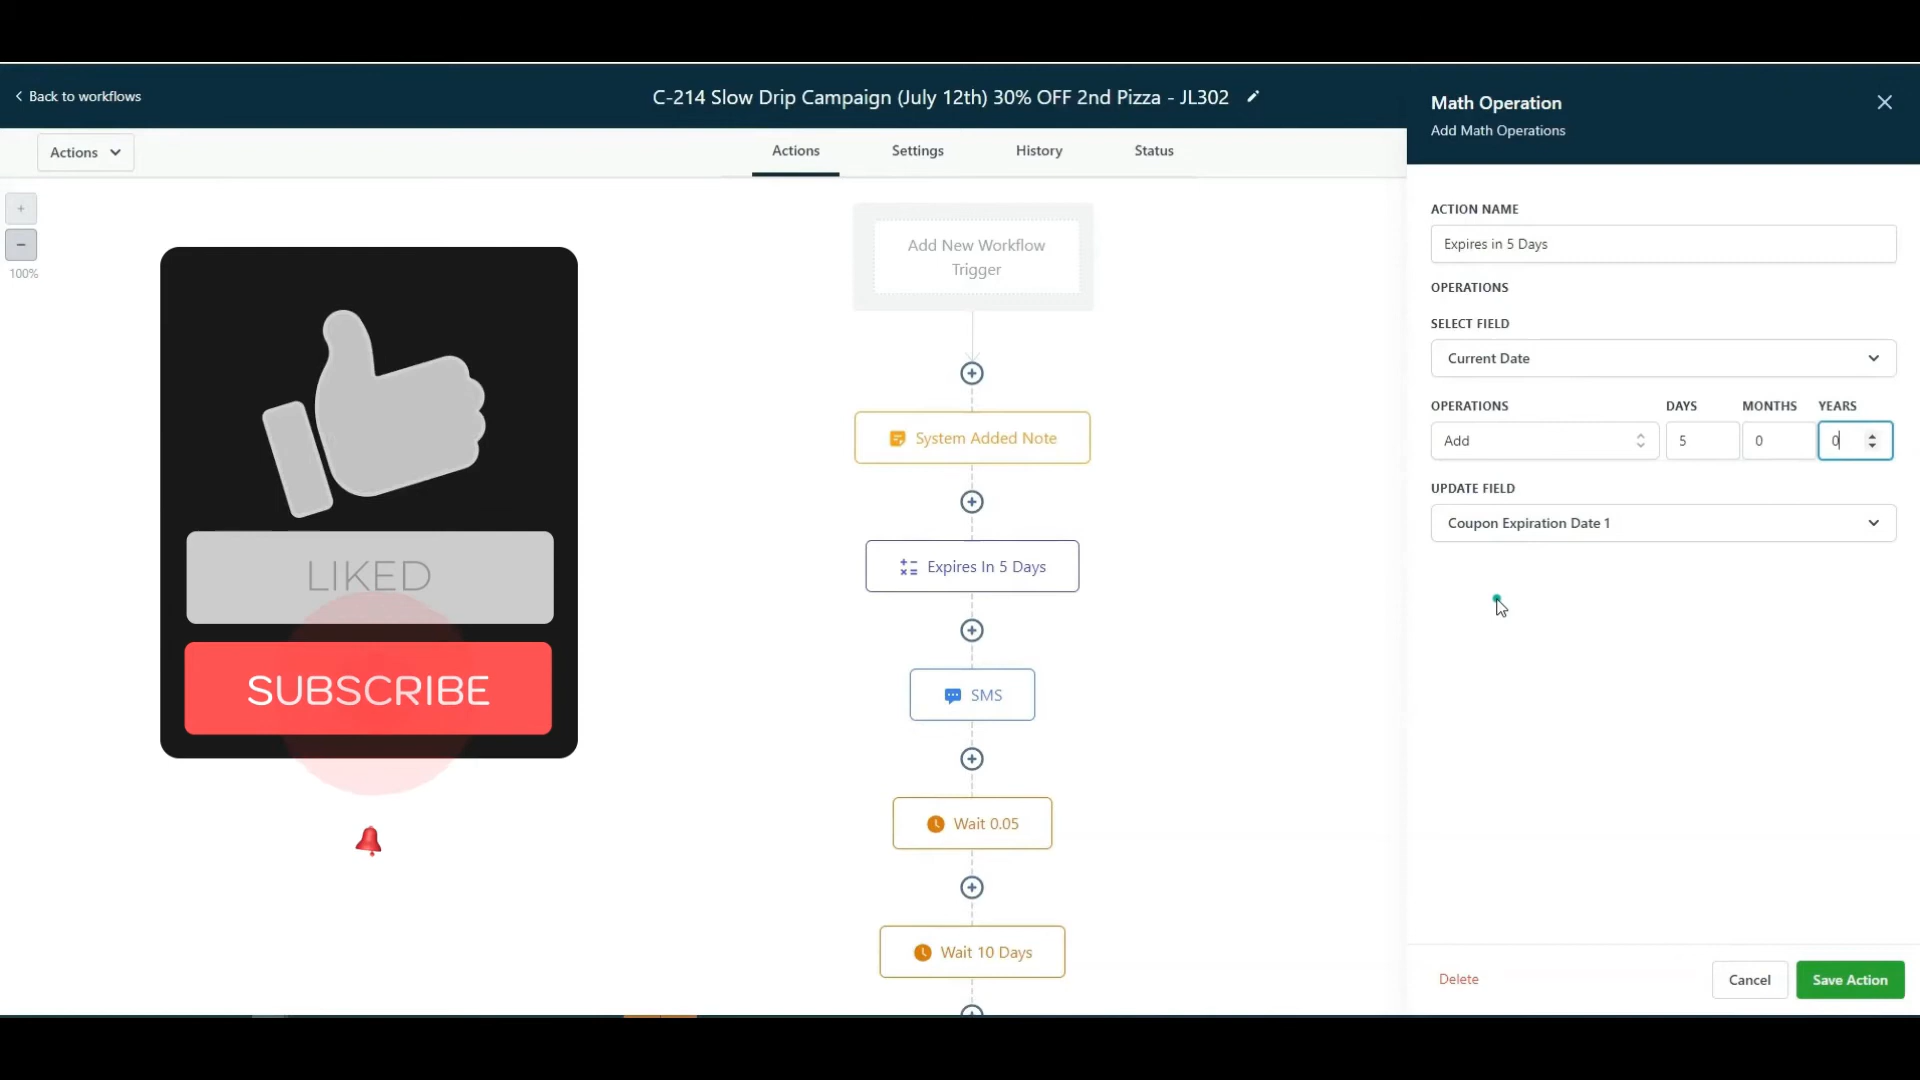 Back to workflows
C-214 Slow Drip Campaign (July 12th) 30% OFF 2nd Pizza - JL302
Math Operation
Add Math Operations
Actions
Actions
Settings
History
Status
+
−
100%
Add New Workflow
Trigger
System Added Note
Expires In 5 Days
SMS
Wait 0.05
Wait 10 Days
LIKED
SUBSCRIBE
ACTION NAME
Expires in 5 Days
OPERATIONS
SELECT FIELD
Current Date
OPERATIONS DAYS MONTHS YEARS
Add 5 0 0
UPDATE FIELD
Coupon Expiration Date 1
Delete
Cancel
Save Action